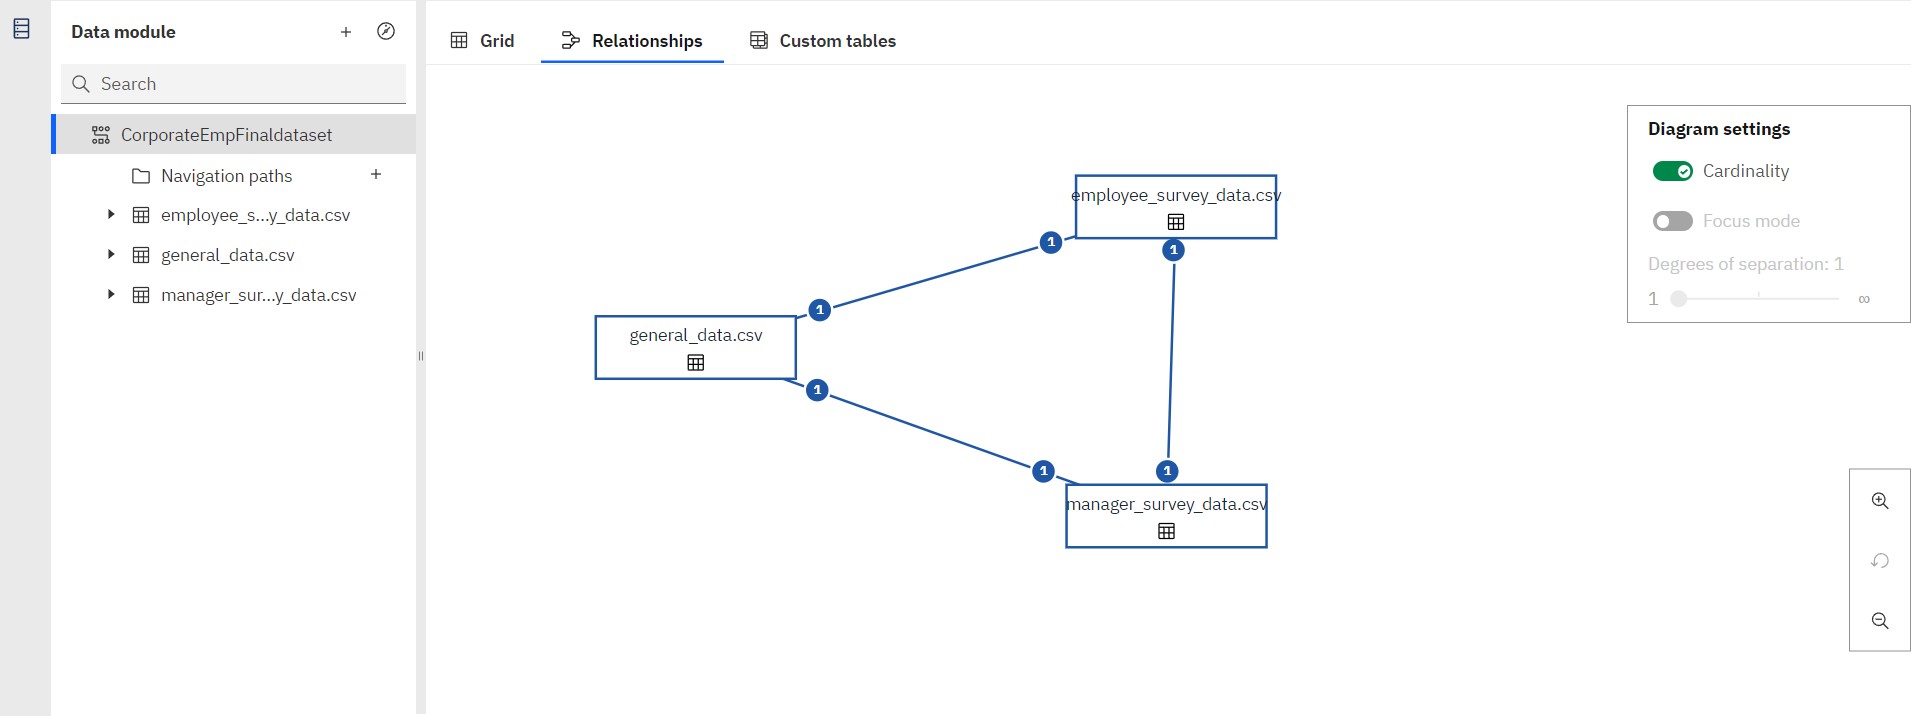 Data module
Search
CorporateEmpFinaldataset
Navigation paths
employee_s...y_data.csv
general_data.csv
manager_sur...y_data.csv
Grid
Relationships
Custom tables
employee_survey_data.csv
1
1
1
general_data.csv
1
1
1
manager_survey_data.csv
Diagram settings
Cardinality
Focus mode
Degrees of separation: 1
1 ∞